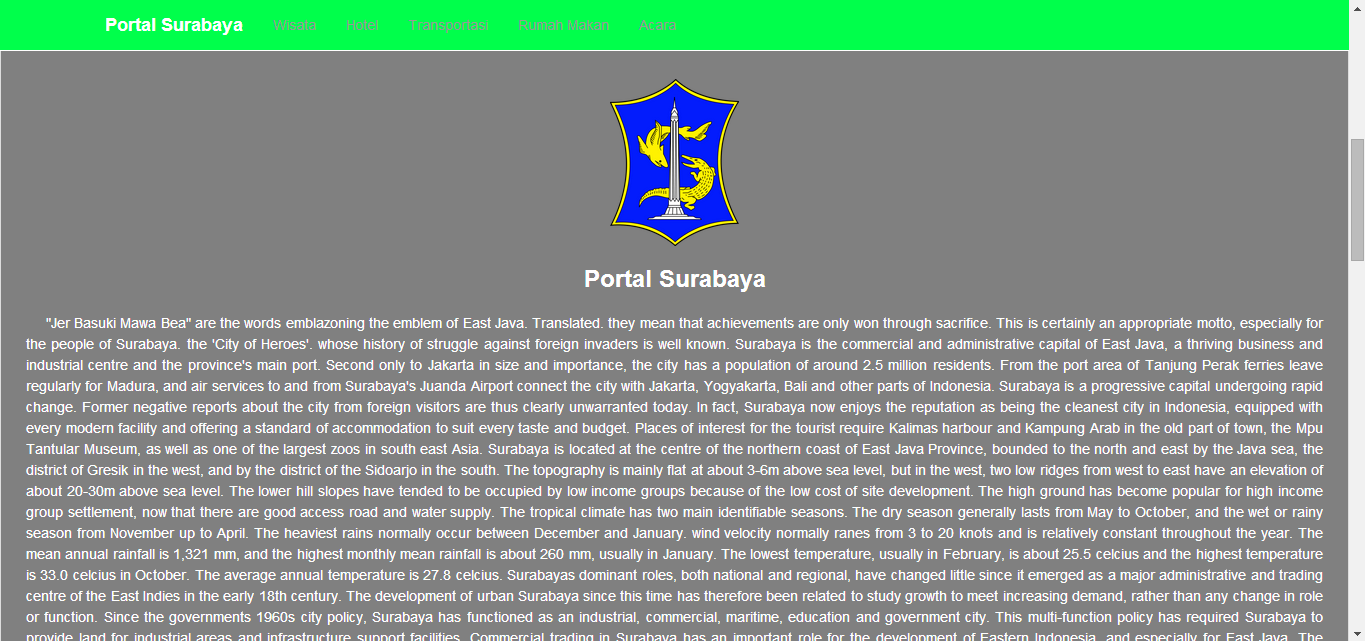 Portal Surabaya Wisata Hotel Transportasi Rumah Makan Acara
Portal Surabaya
"Jer Basuki Mawa Bea" are the words emblazoning the emblem of East Java. Translated. they mean that achievements are only won through sacrifice. This is certainly an appropriate motto, especially for
the people of Surabaya. the 'City of Heroes'. whose history of struggle against foreign invaders is well known. Surabaya is the commercial and administrative capital of East Java, a thriving business and
industrial centre and the province's main port. Second only to Jakarta in size and importance, the city has a population of around 2.5 million residents. From the port area of Tanjung Perak ferries leave
regularly for Madura, and air services to and from Surabaya's Juanda Airport connect the city with Jakarta, Yogyakarta, Bali and other parts of Indonesia. Surabaya is a progressive capital undergoing rapid
change. Former negative reports about the city from foreign visitors are thus clearly unwarranted today. In fact, Surabaya now enjoys the reputation as being the cleanest city in Indonesia, equipped with
every modern facility and offering a standard of accommodation to suit every taste and budget. Places of interest for the tourist require Kalimas harbour and Kampung Arab in the old part of town, the Mpu
Tantular Museum, as well as one of the largest zoos in south east Asia. Surabaya is located at the centre of the northern coast of East Java Province, bounded to the north and east by the Java sea, the
district of Gresik in the west, and by the district of the Sidoarjo in the south. The topography is mainly flat at about 3-6m above sea level, but in the west, two low ridges from west to east have an elevation of
about 20-30m above sea level. The lower hill slopes have tended to be occupied by low income groups because of the low cost of site development. The high ground has become popular for high income
group settlement, now that there are good access road and water supply. The tropical climate has two main identifiable seasons. The dry season generally lasts from May to October, and the wet or rainy
season from November up to April. The heaviest rains normally occur between December and January. wind velocity normally ranes from 3 to 20 knots and is relatively constant throughout the year. The
mean annual rainfall is 1,321 mm, and the highest monthly mean rainfall is about 260 mm, usually in January. The lowest temperature, usually in February, is about 25.5 celcius and the highest temperature
is 33.0 celcius in October. The average annual temperature is 27.8 celcius. Surabayas dominant roles, both national and regional, have changed little since it emerged as a major administrative and trading
centre of the East Indies in the early 18th century. The development of urban Surabaya since this time has therefore been related to study growth to meet increasing demand, rather than any change in role
or function. Since the governments 1960s city policy, Surabaya has functioned as an industrial, commercial, maritime, education and government city. This multi-function policy has required Surabaya to
provide land for industrial areas and infrastructure support facilities. Commercial trading in Surabaya has an important role for the development of Eastern Indonesia, and especially for East Java. The